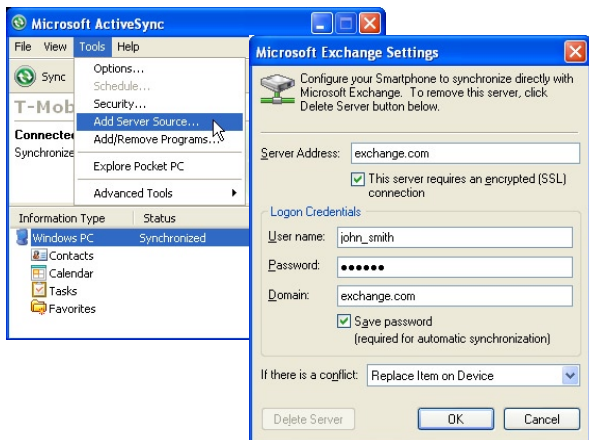 Microsoft ActiveSync
File View Tools Help
Sync
Options...
Schedule...
Security...
Add Server Source...
Add/Remove Programs...
Explore Pocket PC
Advanced Tools
T-Mob
Connected
Synchronize
Information Type Status
Windows PC Synchronized
Contacts
Calendar
Tasks
Favorites
Microsoft Exchange Settings
Configure your Smartphone to synchronize directly with
Microsoft Exchange. To remove this server, click
Delete Server button below.
Server Address: exchange.com
This server requires an encrypted (SSL)
connection
Logon Credentials
User name: john_smith
Password: ●●●●●●
Domain: exchange.com
Save password
(required for automatic synchronization)
If there is a conflict: Replace Item on Device
Delete Server OK Cancel